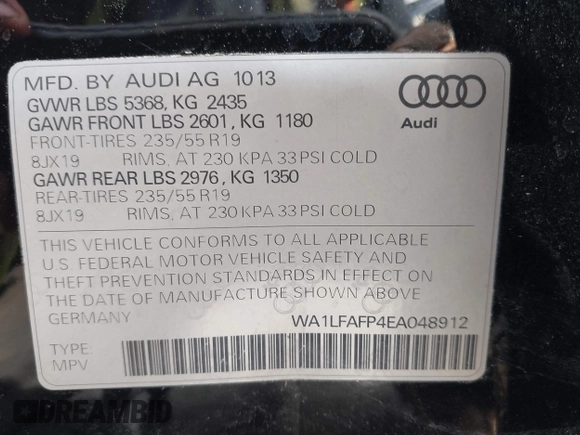 MFD. BY AUDI AG 10 13
GVWR LBS 5368, KG 2435
GAWR FRONT LBS 2601, KG 1180
FRONT-TIRES 235/55 R19
8JX19 RIMS, AT 230 KPA 33 PSI COLD
GAWR REAR LBS 2976, KG 1350
REAR-TIRES 235/55 R19
8JX19 RIMS, AT 230 KPA 33 PSI COLD
Audi
THIS VEHICLE CONFORMS TO ALL APPLICABLE
U.S. FEDERAL MOTOR VEHICLE SAFETY AND
THEFT PREVENTION STANDARDS IN EFFECT ON
THE DATE OF MANUFACTURE SHOWN ABOVE
GERMANY WA1LFAFP4EA048912
TYPE:
MPV
DREAMBID